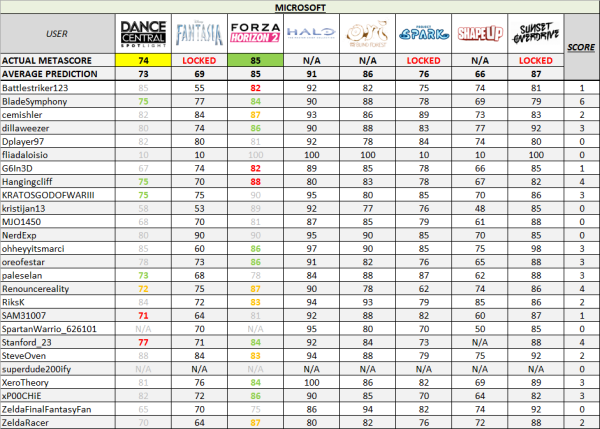 MICROSOFT
USER DANCE CENTRAL SPOTLIGHT Disney FANTASIA FORZA HORIZON 2 HALO ORI AND THE BLIND FOREST PROJECT SPARK SHAPE UP SUNSET OVERDRIVE SCORE
ACTUAL METASCORE 74 LOCKED 85 N/A N/A LOCKED N/A LOCKED
AVERAGE PREDICTION 73 69 85 91 86 76 66 87
Battlestriker123 85 55 82 92 84 75 74 81 1
BladeSymphony 75 77 84 90 88 78 69 79 6
cemishler 82 84 87 93 86 89 73 83 2
dillaweezer 80 74 86 90 88 83 77 92 3
Dplayer97 82 80 81 92 78 84 74 80 0
fliadaloisio 10 10 100 100 100 10 10 100 0
G6In3D 67 74 82 89 85 78 66 85 1
Hangingcliff 75 70 88 80 83 78 67 82 4
KRATOSGODOFWARIII 75 75 90 95 80 85 70 86 3
kristijan13 58 53 89 92 77 76 48 85 0
MJO1450 68 70 81 87 85 79 61 88 0
NerdExp 80 90 90 95 90 85 70 85 0
ohheyyitsmarci 85 60 86 97 90 85 75 98 3
oreofestar 78 73 86 91 82 76 65 88 3
paleselan 73 68 78 84 88 87 62 88 3
Renouncereality 72 75 87 90 78 62 74 86 4
RiksK 84 72 83 94 93 79 85 86 2
SAM31007 71 64 81 92 88 82 60 87 1
SpartanWarrio_626101 N/A 70 N/A 95 80 70 50 85 0
Stanford_23 77 71 84 92 84 73 N/A 88 4
SteveOven 88 84 83 94 88 79 75 92 2
superdude200ify N/A N/A N/A N/A N/A N/A N/A N/A 0
XeroTheory 81 76 84 100 86 82 69 89 3
xP00CHiE 82 72 86 90 85 70 64 82 3
ZeldaFinalFantasyFan 65 70 75 86 94 82 74 92 0
ZeldaRacer 70 64 87 80 82 72 76 88 2